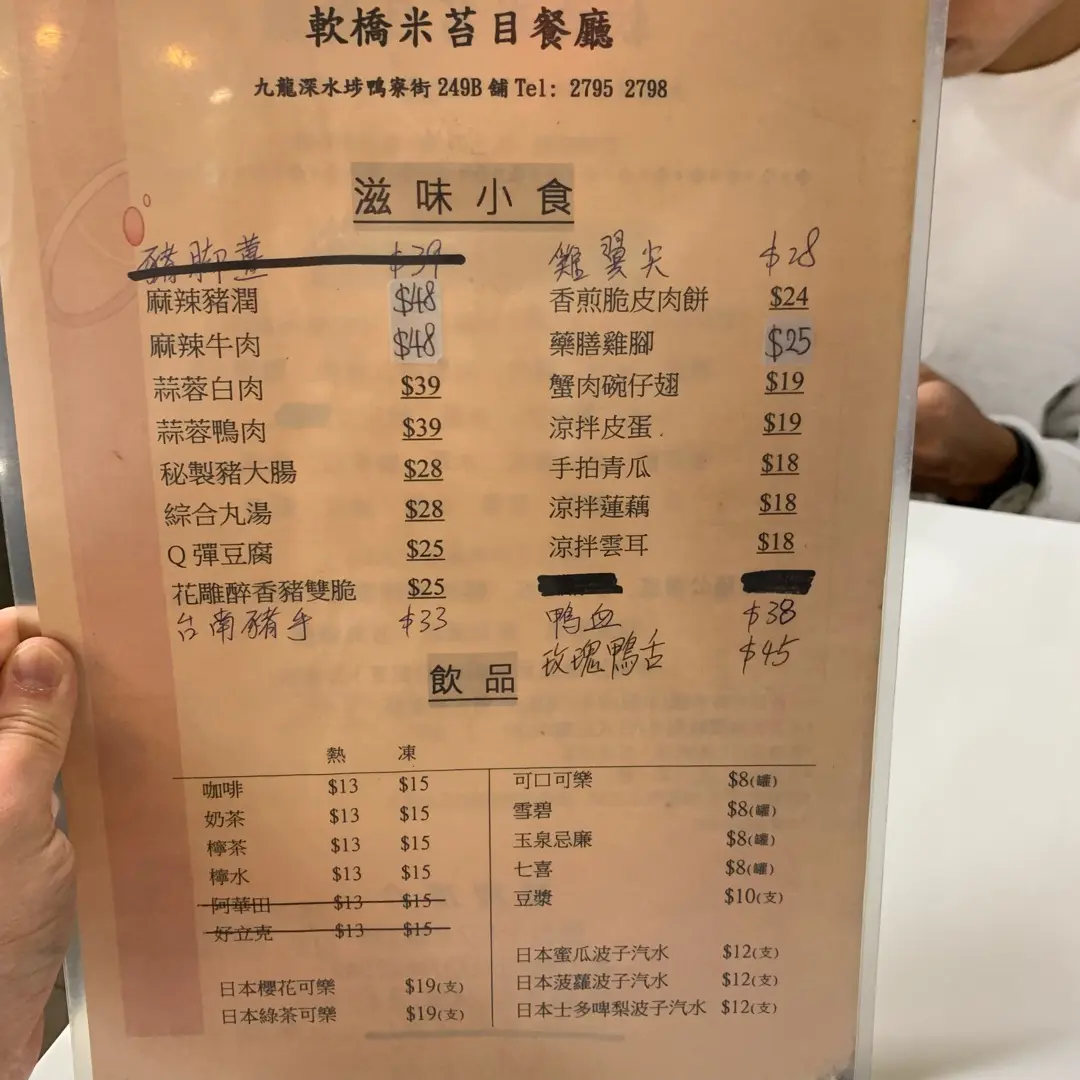 軟橋米苔目餐廳
九龍深水埗鴨寮街 249B 舖 Tel: 2795 2798
滋味小食
豬腳薑 $39
麻辣豬潤 $48
麻辣牛肉 $48
蒜蓉白肉 $39
蒜蓉鴨肉 $39
秘製豬大腸 $28
綜合丸湯 $28
Q 彈豆腐 $25
花雕醉香豬雙脆 $25
台南豬手 $33
雞翼尖 $28
香煎脆皮肉餅 $24
藥膳雞腳 $25
蟹肉碗仔翅 $19
涼拌皮蛋 $19
手拍青瓜 $18
涼拌蓮藕 $18
涼拌雲耳 $18
鴨血 $38
玫瑰鴨舌 $45
飲品
熱 凍
咖啡 $13 $15
奶茶 $13 $15
檸茶 $13 $15
檸水 $13 $15
阿華田 $13 $15
好立克 $13 $15
日本櫻花可樂 $19(支)
日本綠茶可樂 $19(支)
可口可樂 $8(罐)
雪碧 $8(罐)
玉泉忌廉 $8(罐)
七喜 $8(罐)
豆漿 $10(支)
日本蜜瓜波子汽水 $12(支)
日本菠蘿波子汽水 $12(支)
日本士多啤梨波子汽水 $12(支)